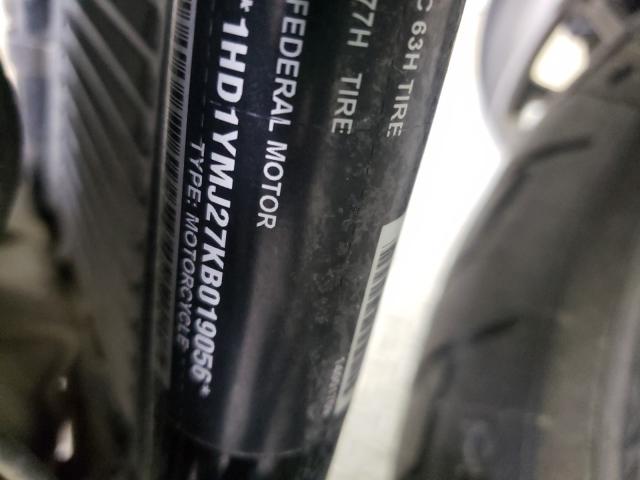 C 63H TIRE
77H TIRE
FEDERAL MOTOR
*1HD1YMJ27KB019056*
TYPE: MOTORCYCLE